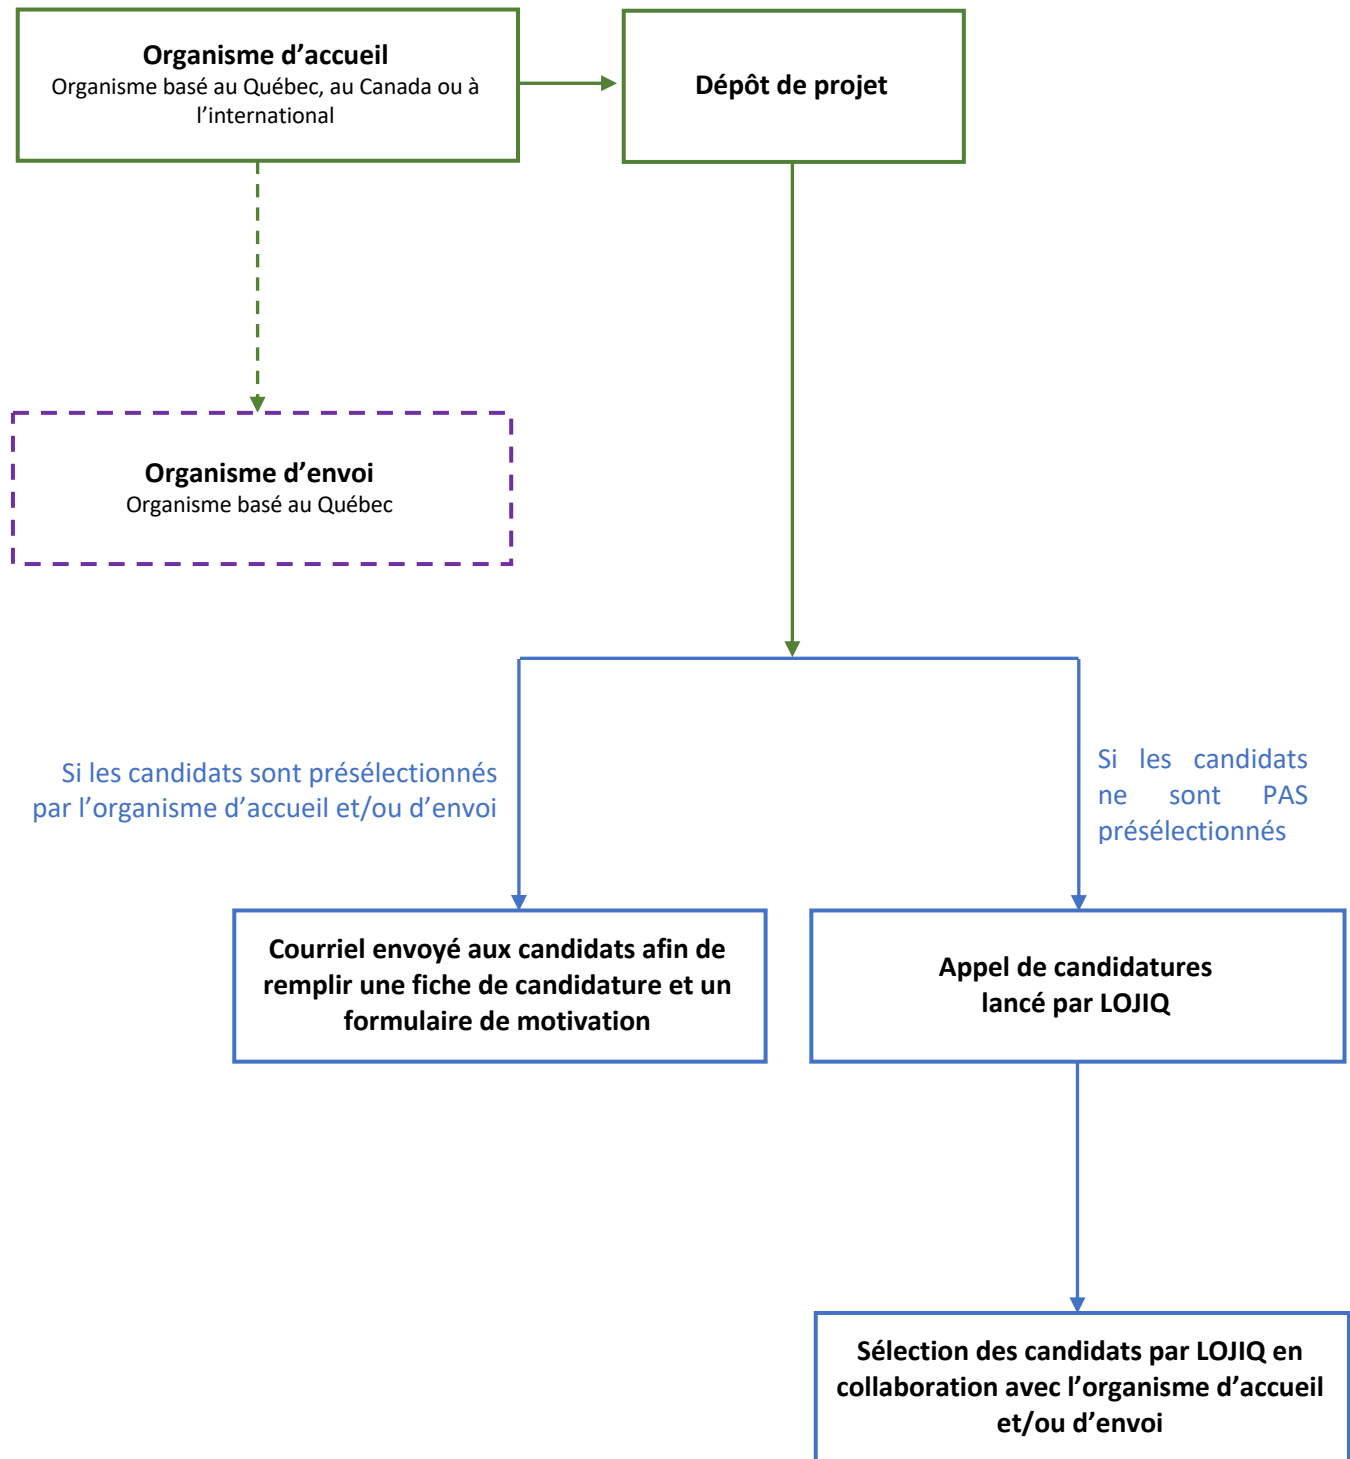 Organisme d’accueil
Organisme basé au Québec, au Canada ou à
l’international
Dépôt de projet
Organisme d’envoi
Organisme basé au Québec
Si les candidats sont présélectionnés
par l’organisme d’accueil et/ou d’envoi
Si les candidats
ne sont PAS
présélectionnés
Courriel envoyé aux candidats afin de
remplir une fiche de candidature et un
formulaire de motivation
Appel de candidatures
lancé par LOJIQ
Sélection des candidats par LOJIQ en
collaboration avec l’organisme d’accueil
et/ou d’envoi